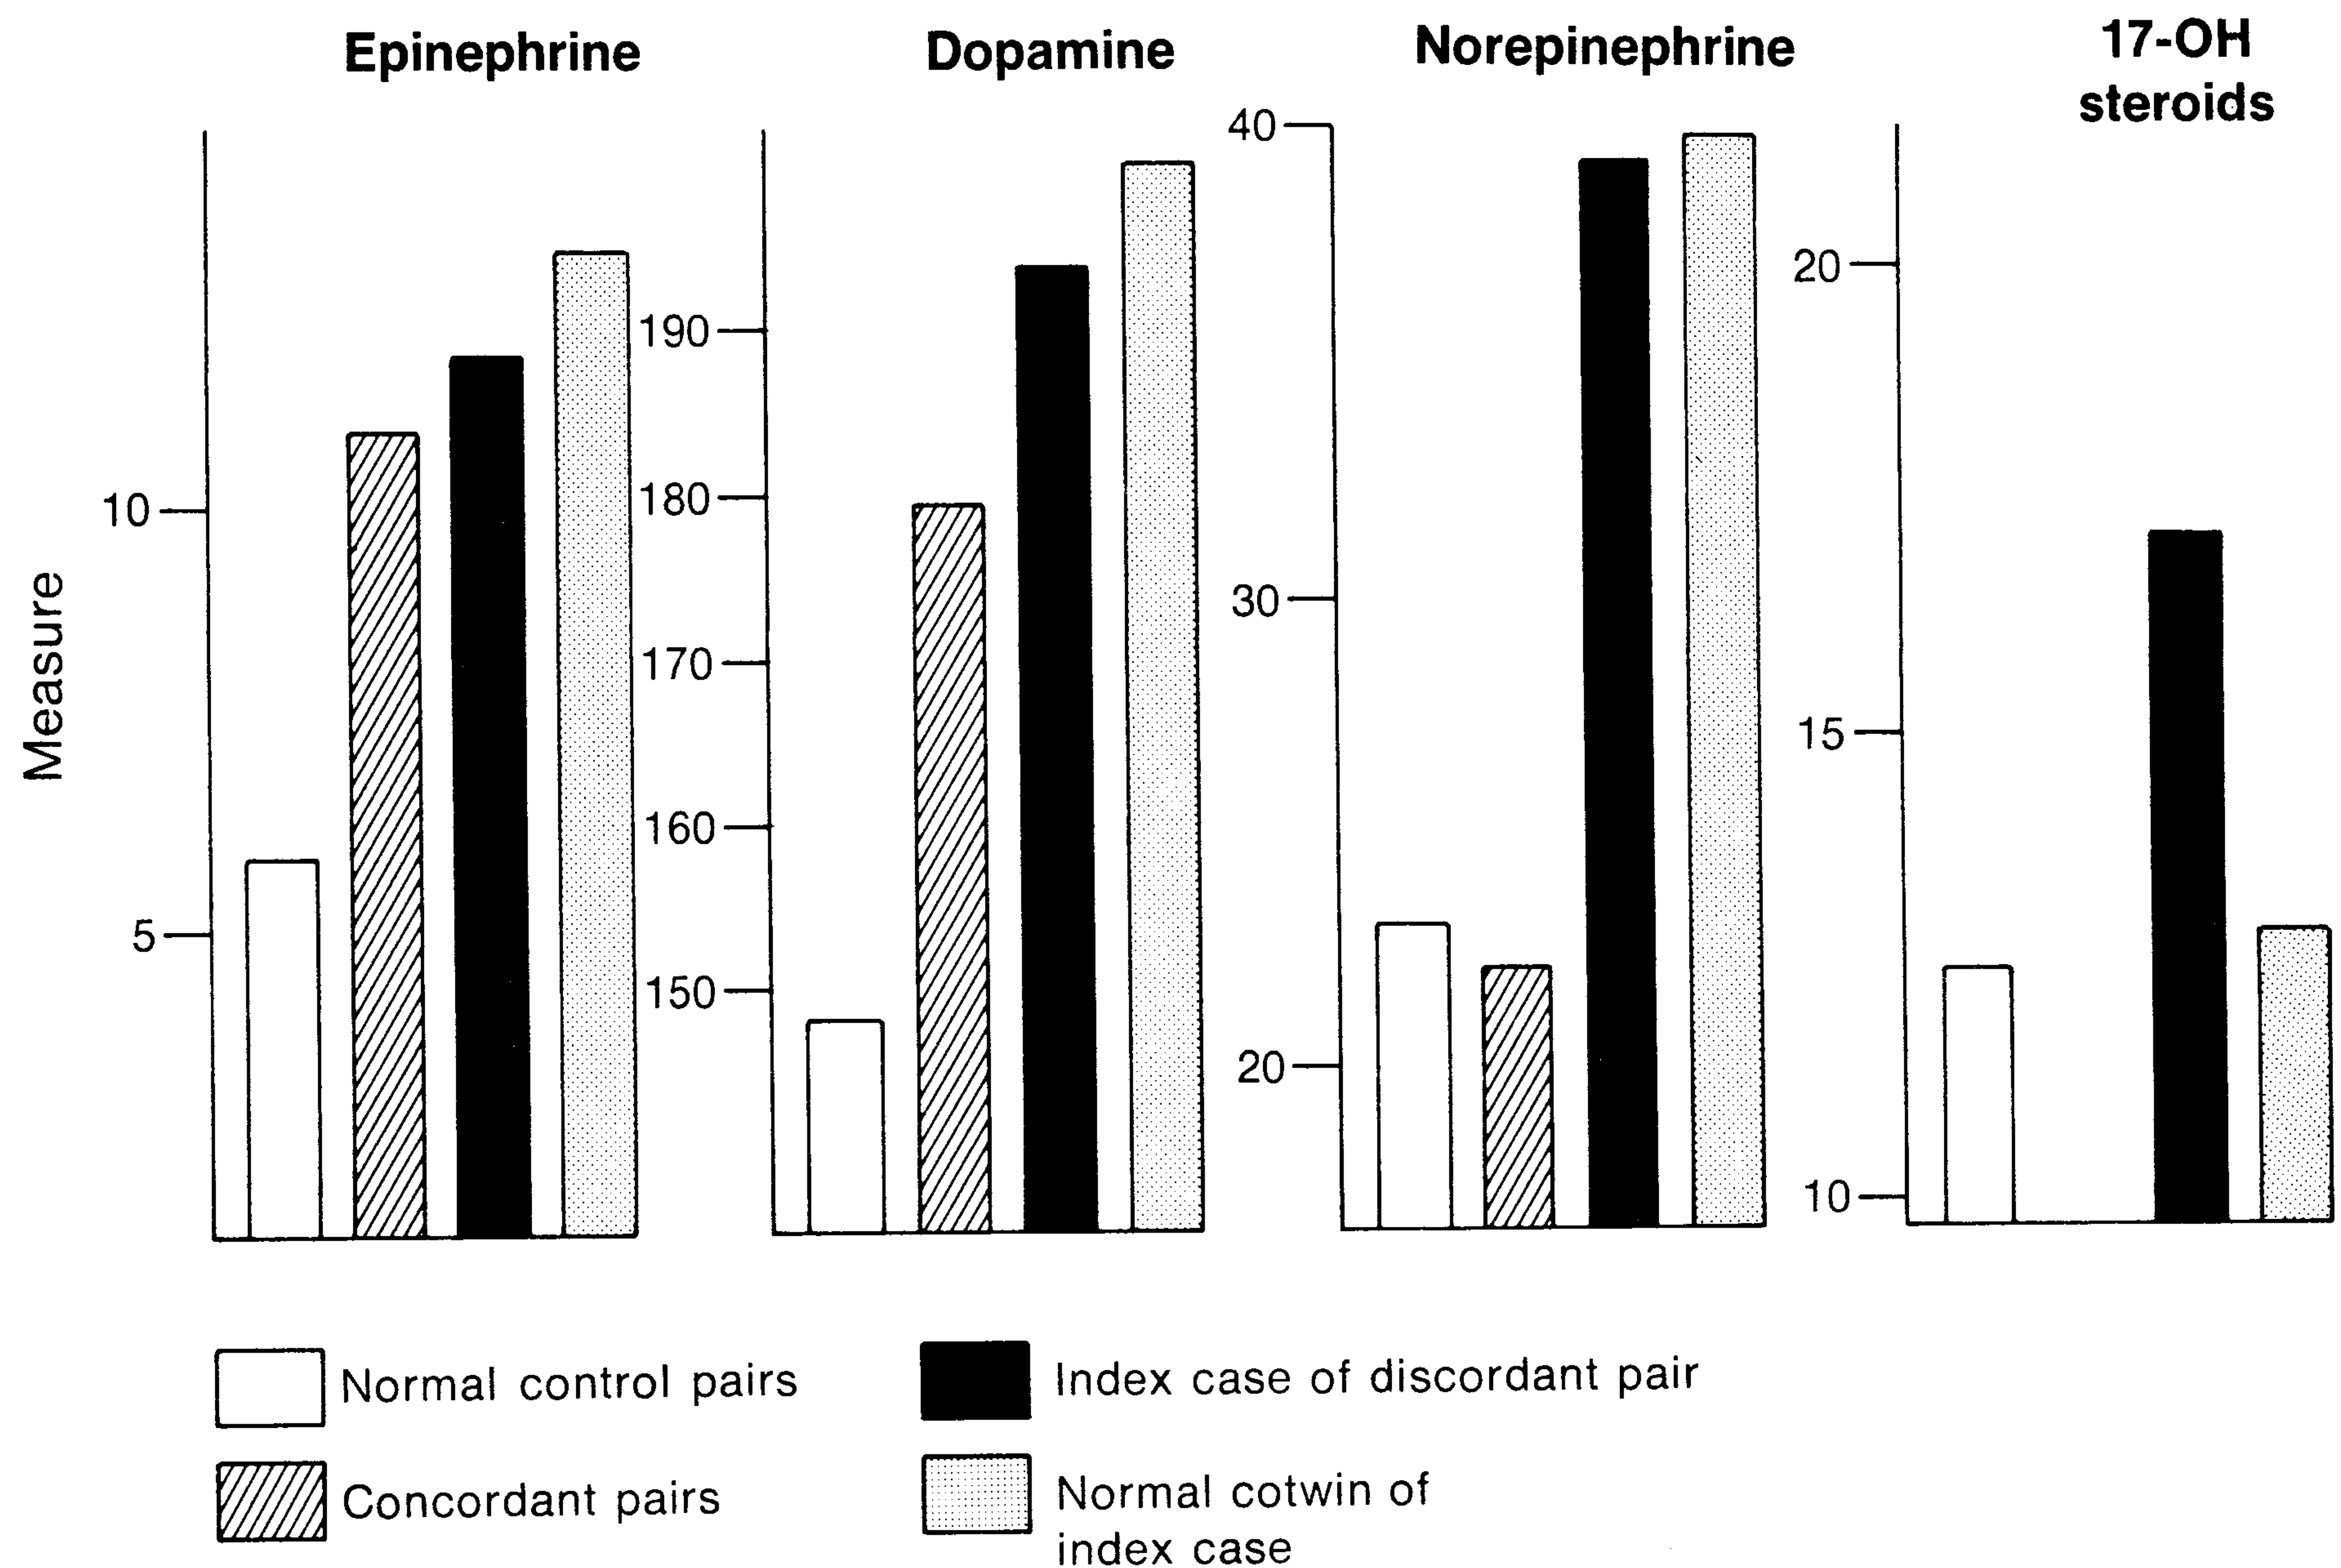 Epinephrine
Dopamine
Norepinephrine
17-OH
steroids
Measure
10
5
190
180
170
160
150
40
30
20
20
15
10
Normal control pairs
Concordant pairs
Index case of discordant pair
Normal cotwin of
index case